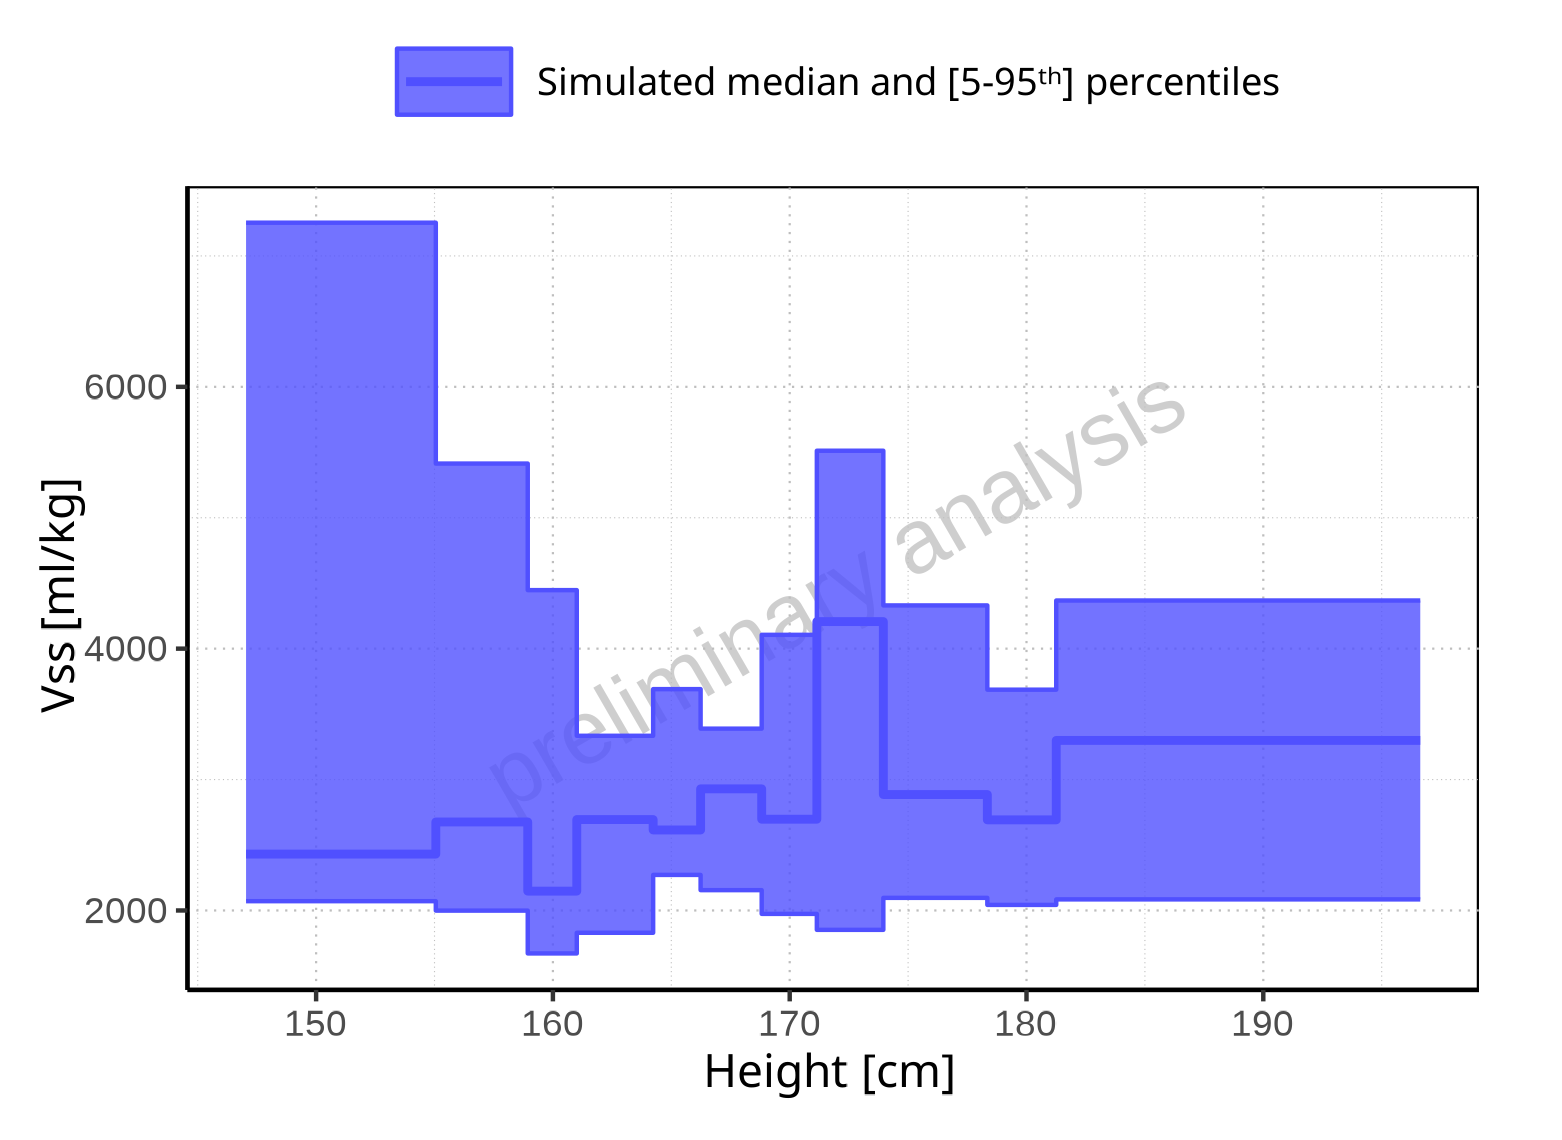 Simulated median and [5-95ᵗʰ] percentiles
6000
4000
2000
Vss [ml/kg]
preliminary analysis
150 160 170 180 190
Height [cm]